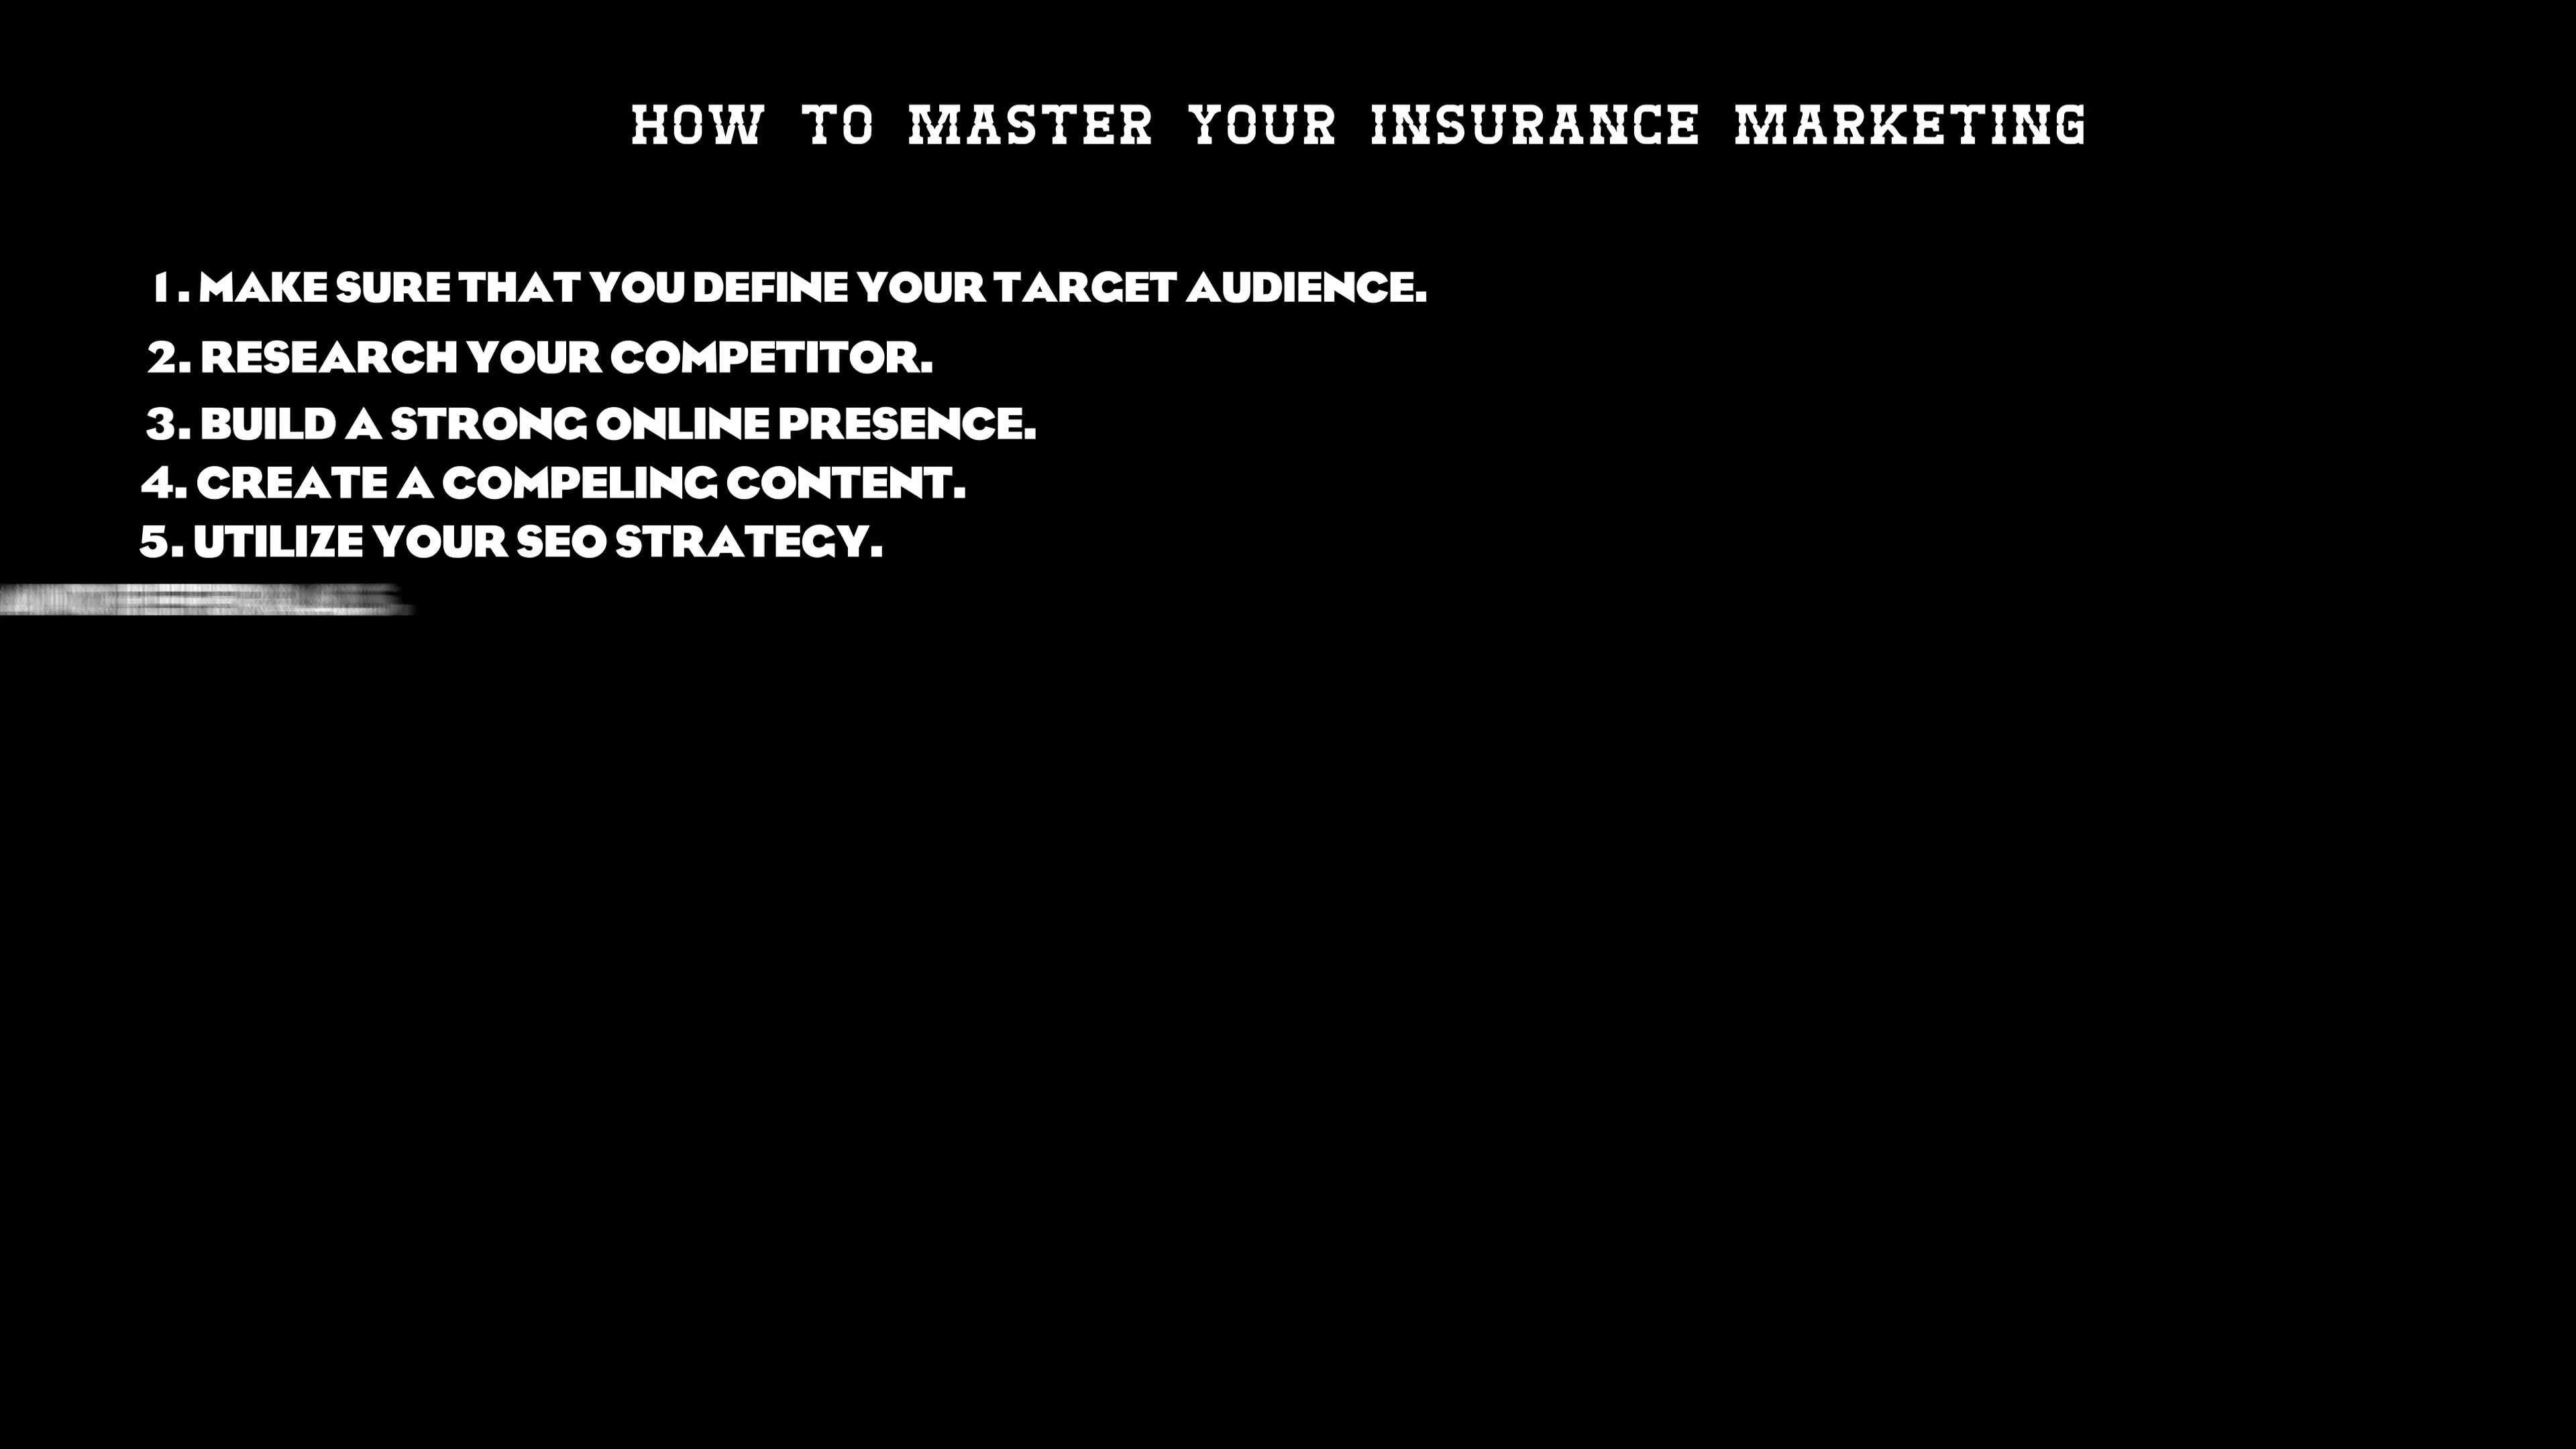 HOW TO MASTER YOUR INSURANCE MARKETING
1. MAKE SURE THAT YOU DEFINE YOUR TARGET AUDIENCE.
2. RESEARCH YOUR COMPETITOR.
3. BUILD A STRONG ONLINE PRESENCE.
4. CREATE A COMPELING CONTENT.
5. UTILIZE YOUR SEO STRATEGY.